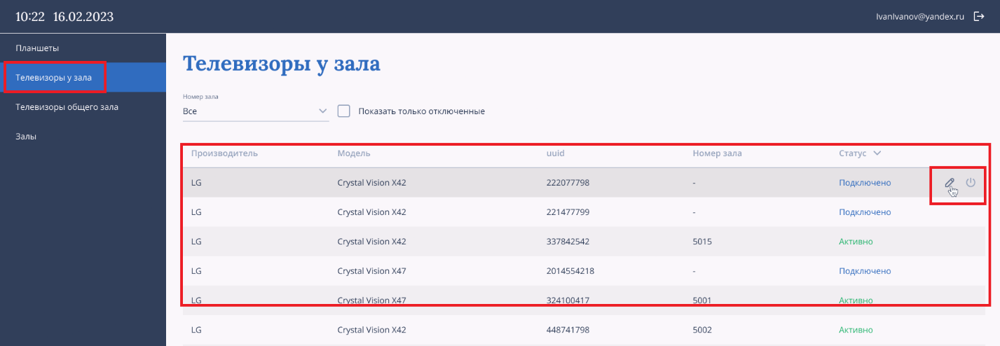 10:22 16.02.2023
IvanIvanov@yandex.ru
Планшеты
Телевизоры у зала
Телевизоры общего зала
Залы
Телевизоры у зала
Номер зала
Все
Показать только отключенные
Производитель Модель uuid Номер зала Статус
LG Crystal Vision X42 222077798 - Подключено
LG Crystal Vision X42 221477799 - Подключено
LG Crystal Vision X42 337842542 5015 Активно
LG Crystal Vision X47 2014554218 - Подключено
LG Crystal Vision X47 324100417 5001 Активно
LG Crystal Vision X42 448741798 5002 Активно